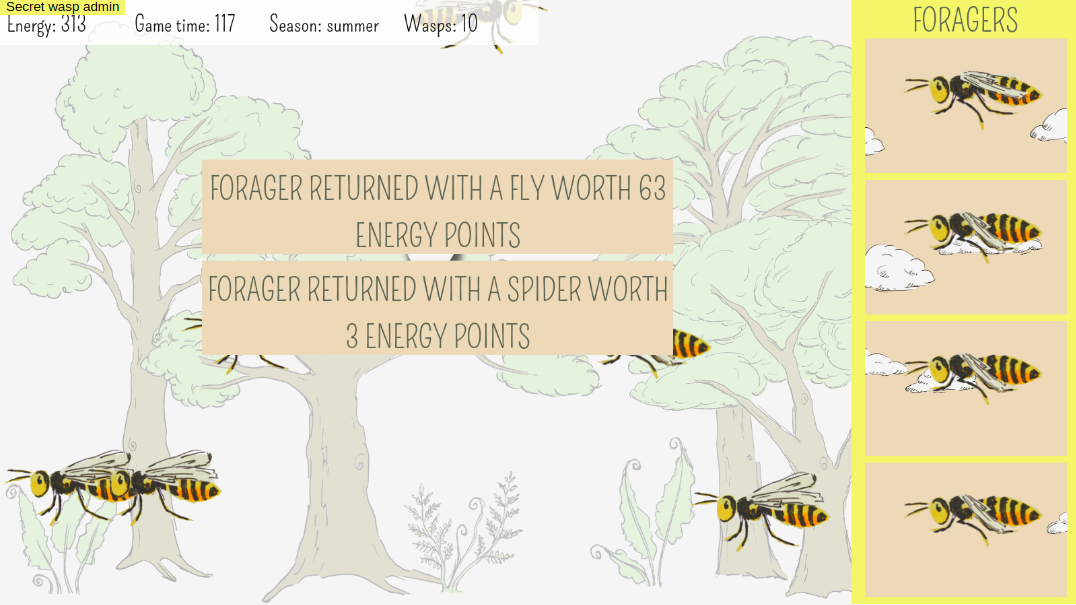 Secret wasp admin
Energy: 313 Game time: 117 Season: summer Wasps: 10
FORAGERS
FORAGER RETURNED WITH A FLY WORTH 63
ENERGY POINTS
FORAGER RETURNED WITH A SPIDER WORTH
3 ENERGY POINTS